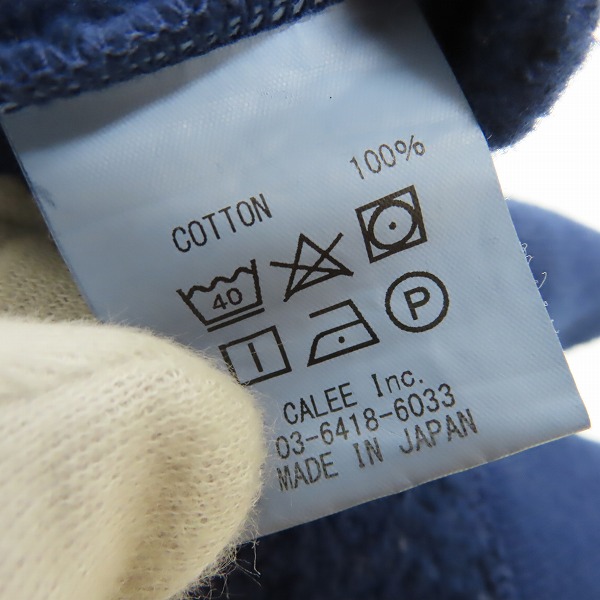 COTTON 100%
40
P
CALEE Inc.
03-6418-6033
MADE IN JAPAN